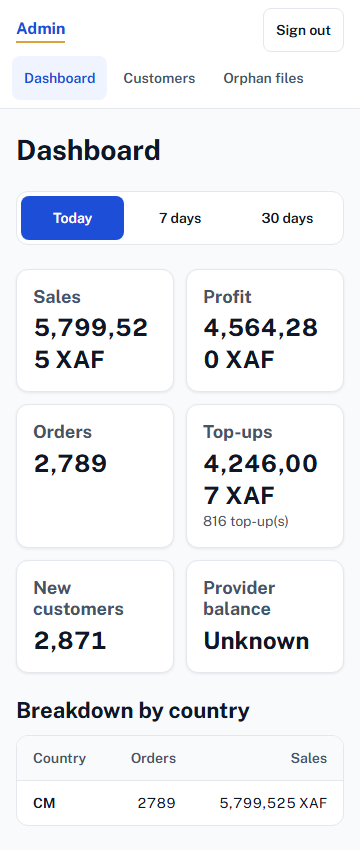 Admin
Sign out
Dashboard
Customers
Orphan files
Dashboard
Today
7 days
30 days
Sales
5,799,52
5 XAF
Profit
4,564,28
0 XAF
Orders
2,789
Top-ups
4,246,00
7 XAF
816 top-up(s)
New
customers
2,871
Provider
balance
Unknown
Breakdown by country
Country Orders Sales
CM 2789 5,799,525 XAF